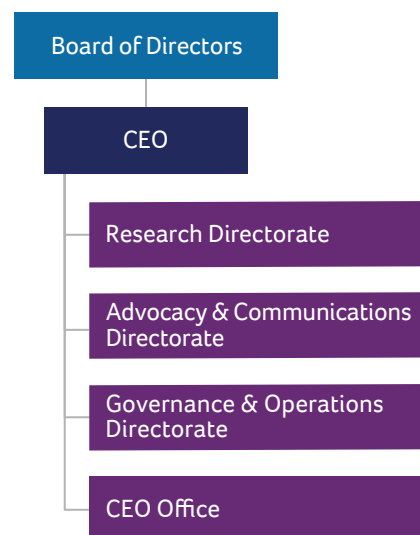 Board of Directors
CEO
Research Directorate
Advocacy & Communications
Directorate
Governance & Operations
Directorate
CEO Office